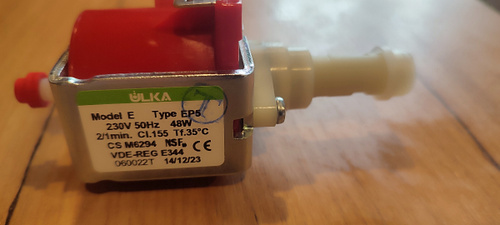 ULKA
Model E Type EP5
230V 50Hz 48W
2/1min. Cl.155 Tf.35°C
CS M6294 NSF® CE
VDE-REG E344
060022T 14/12/23